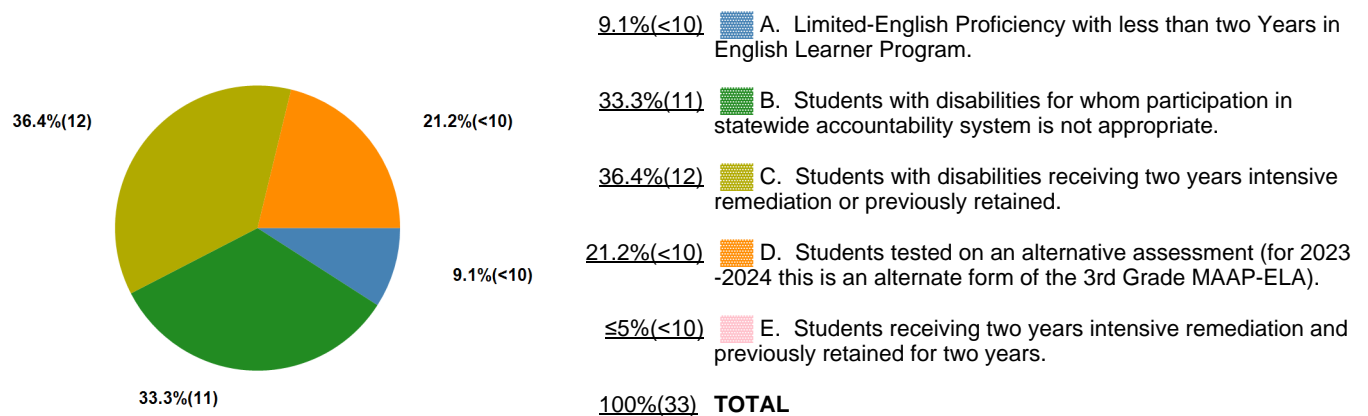 36.4%(12)
21.2%(<10)
9.1%(<10)
33.3%(11)
9.1%(<10) A. Limited-English Proficiency with less than two Years in
English Learner Program.
33.3%(11) B. Students with disabilities for whom participation in
statewide accountability system is not appropriate.
36.4%(12) C. Students with disabilities receiving two years intensive
remediation or previously retained.
21.2%(<10) D. Students tested on an alternative assessment (for 2023
-2024 this is an alternate form of the 3rd Grade MAAP-ELA).
≤5%(<10) E. Students receiving two years intensive remediation and
previously retained for two years.
100%(33) TOTAL